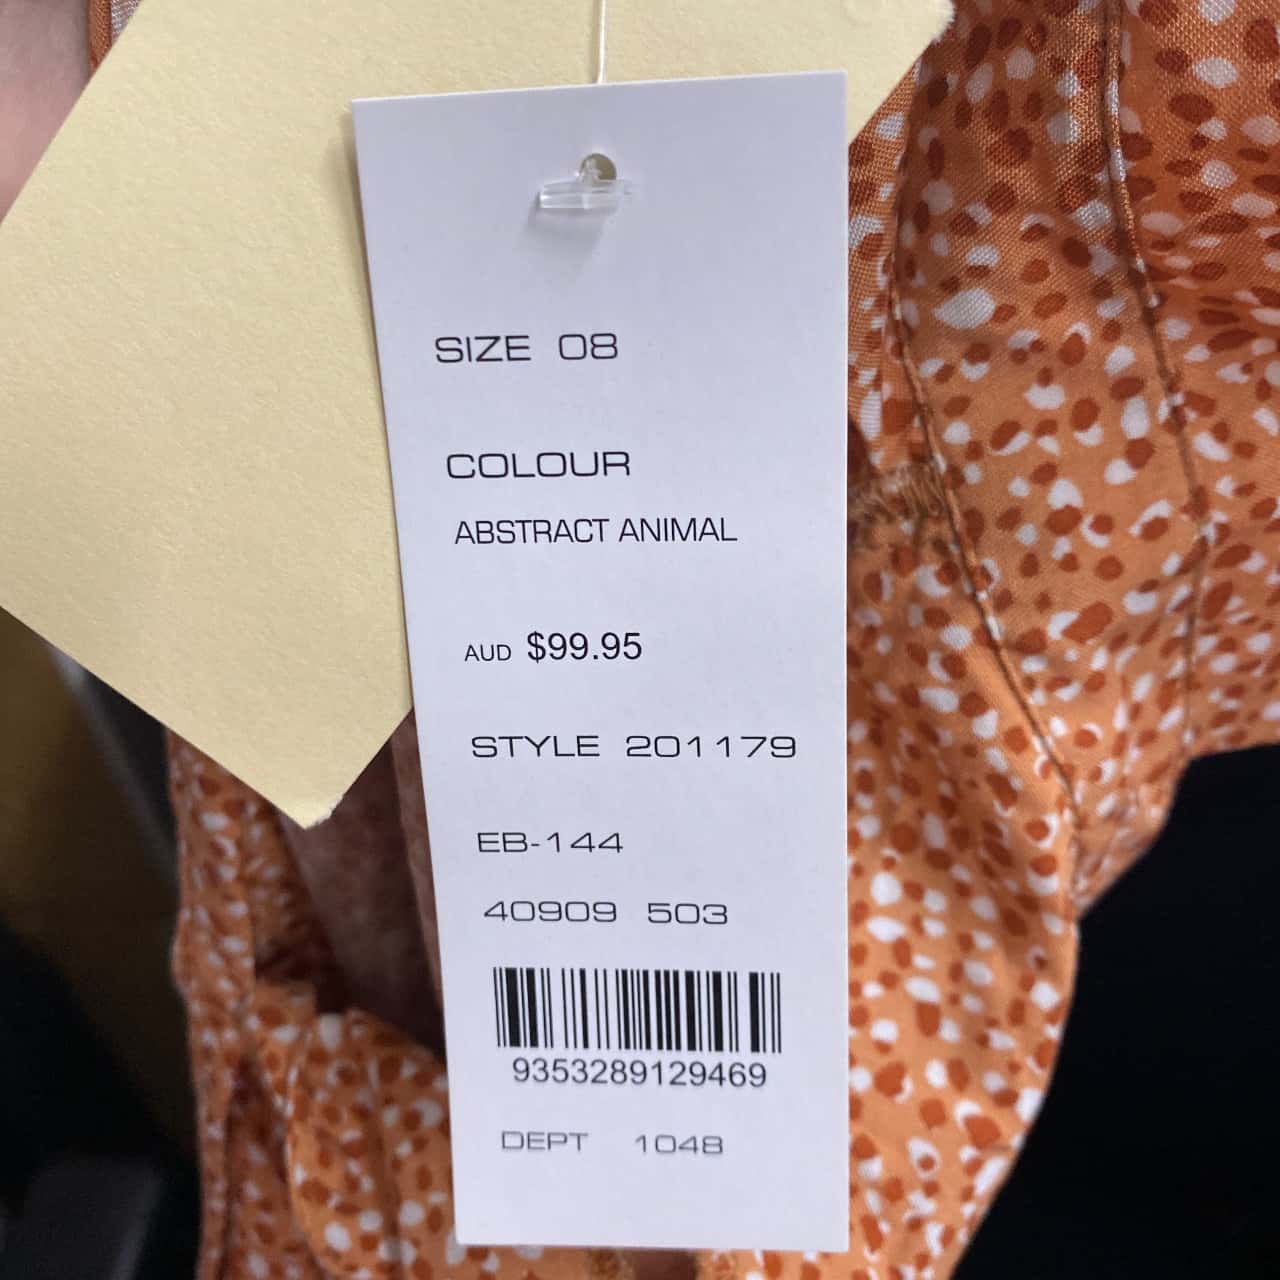 SIZE 08
COLOUR
ABSTRACT ANIMAL
AUD $99.95
STYLE 201179
EB-144
40909 503
9353289129469
DEPT 1048